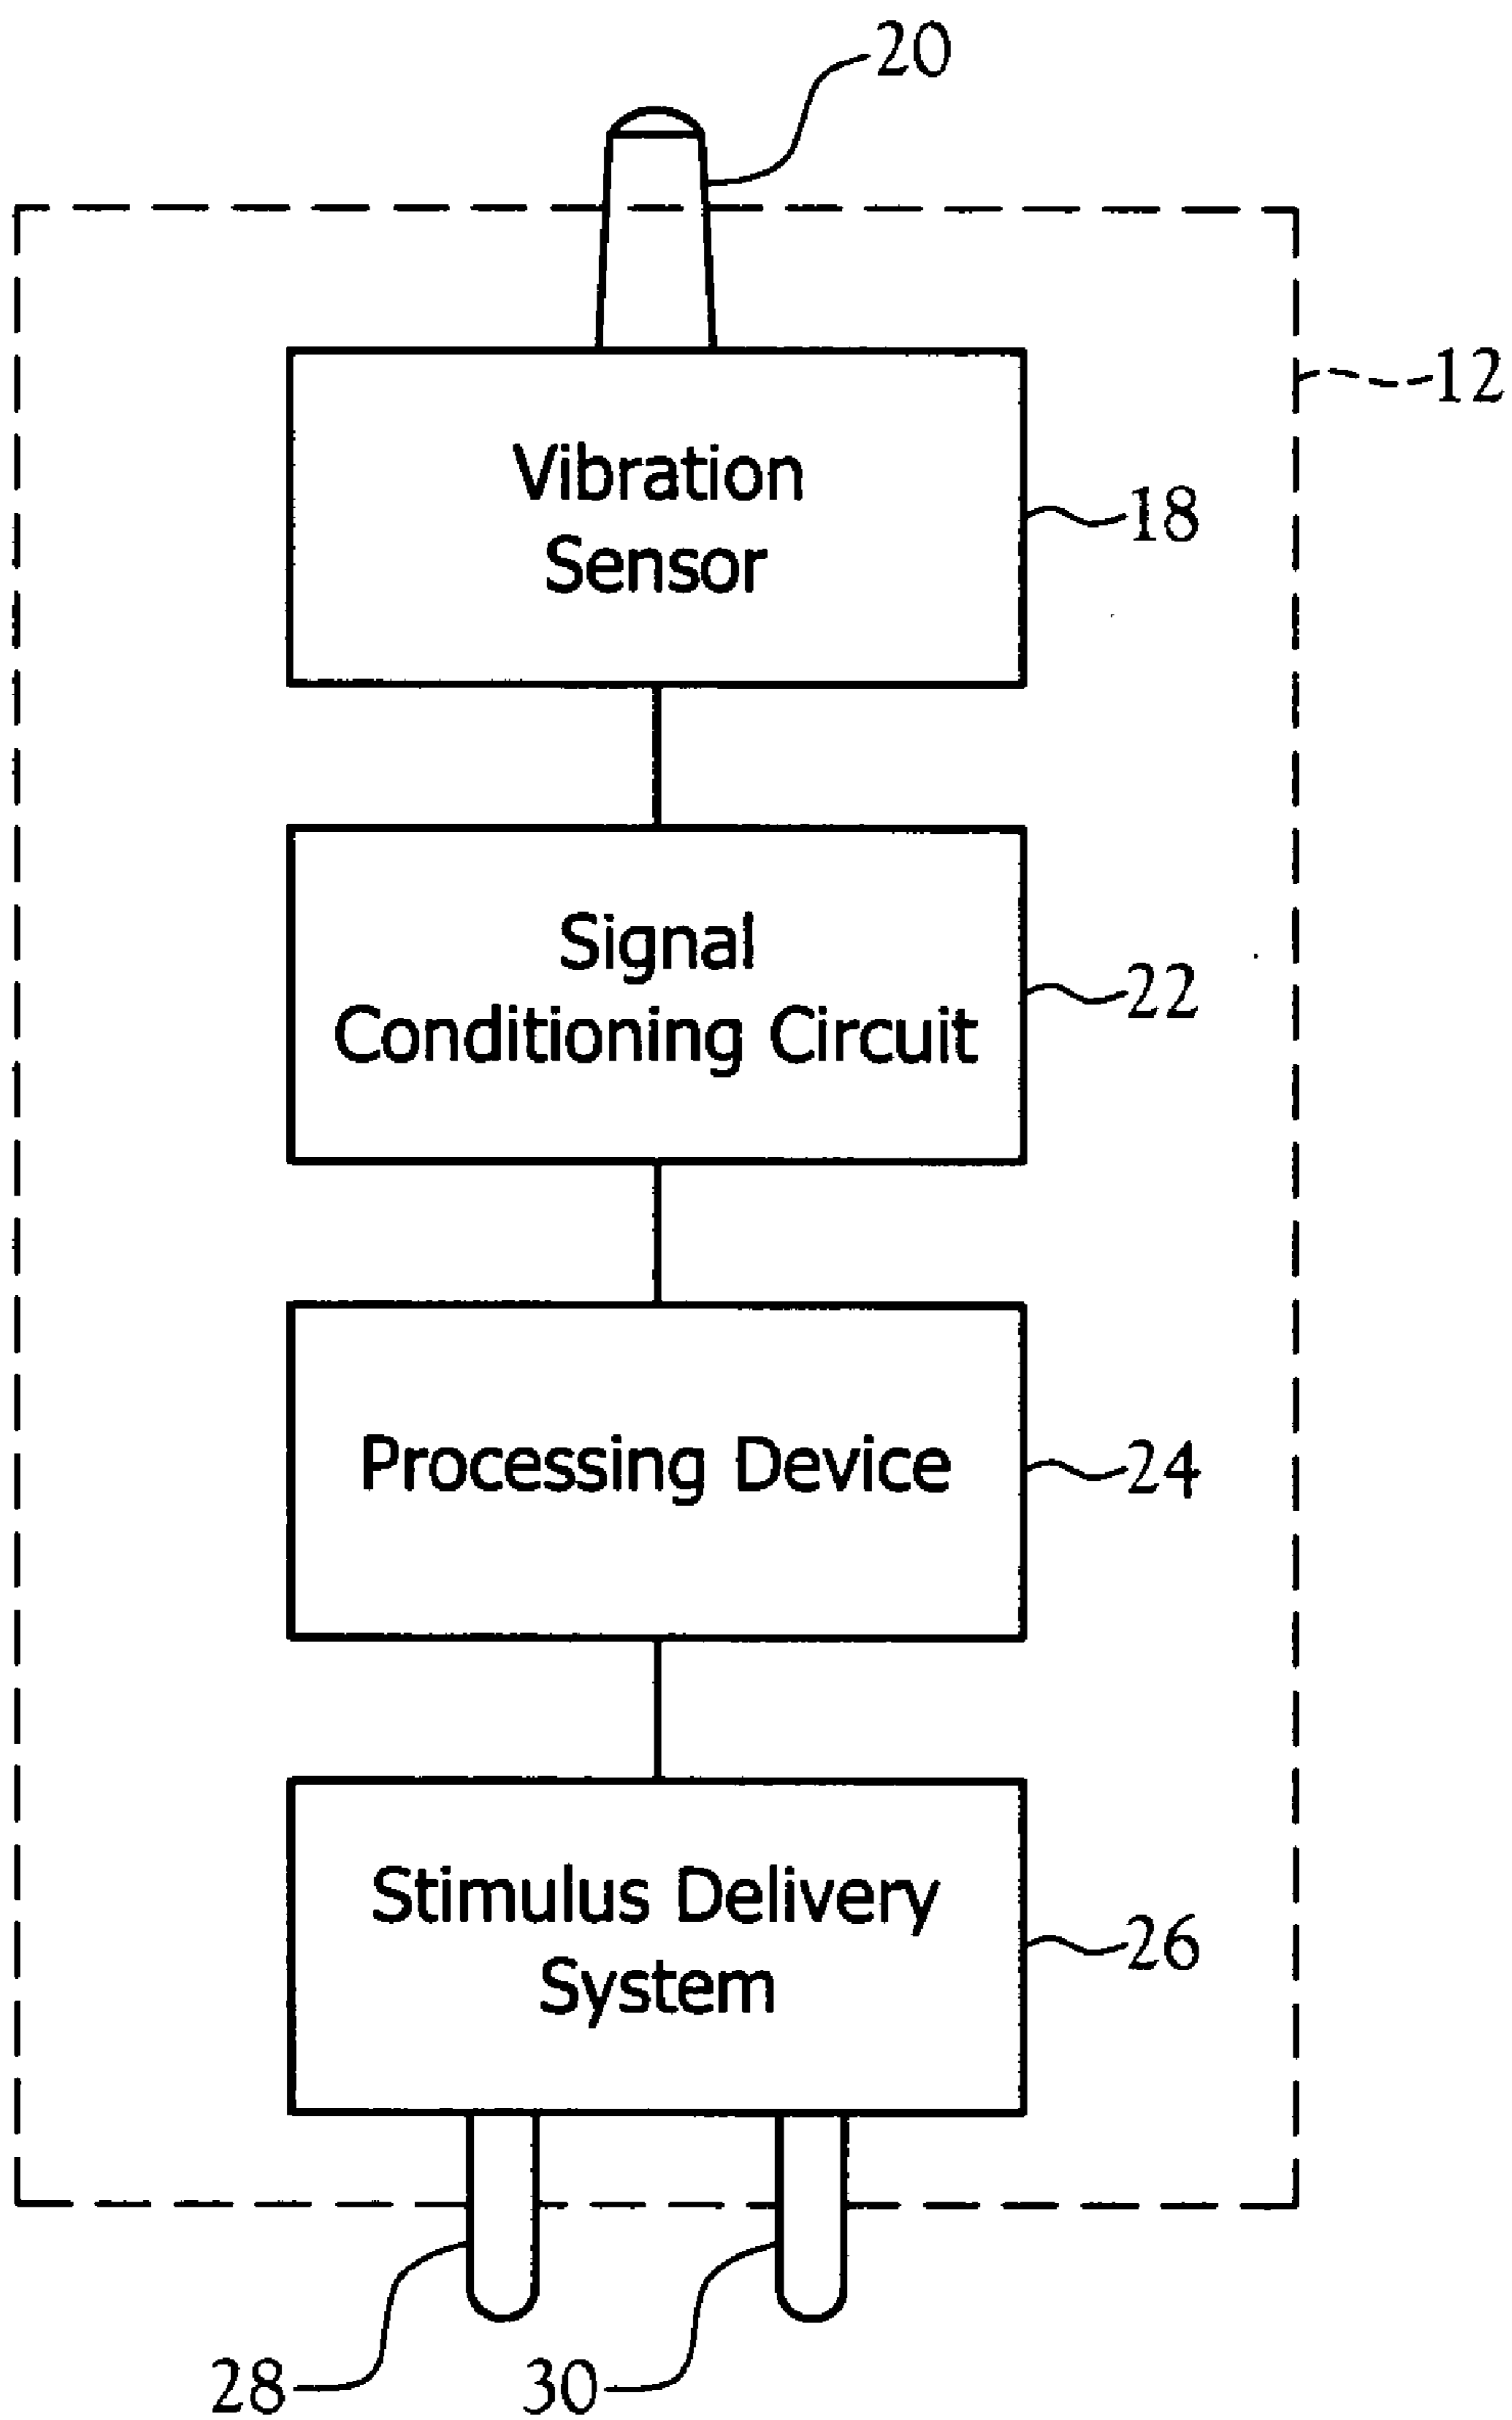 20
12
Vibration
Sensor
18
Signal
Conditioning Circuit
22
Processing Device
24
Stimulus Delivery
System
26
28
30